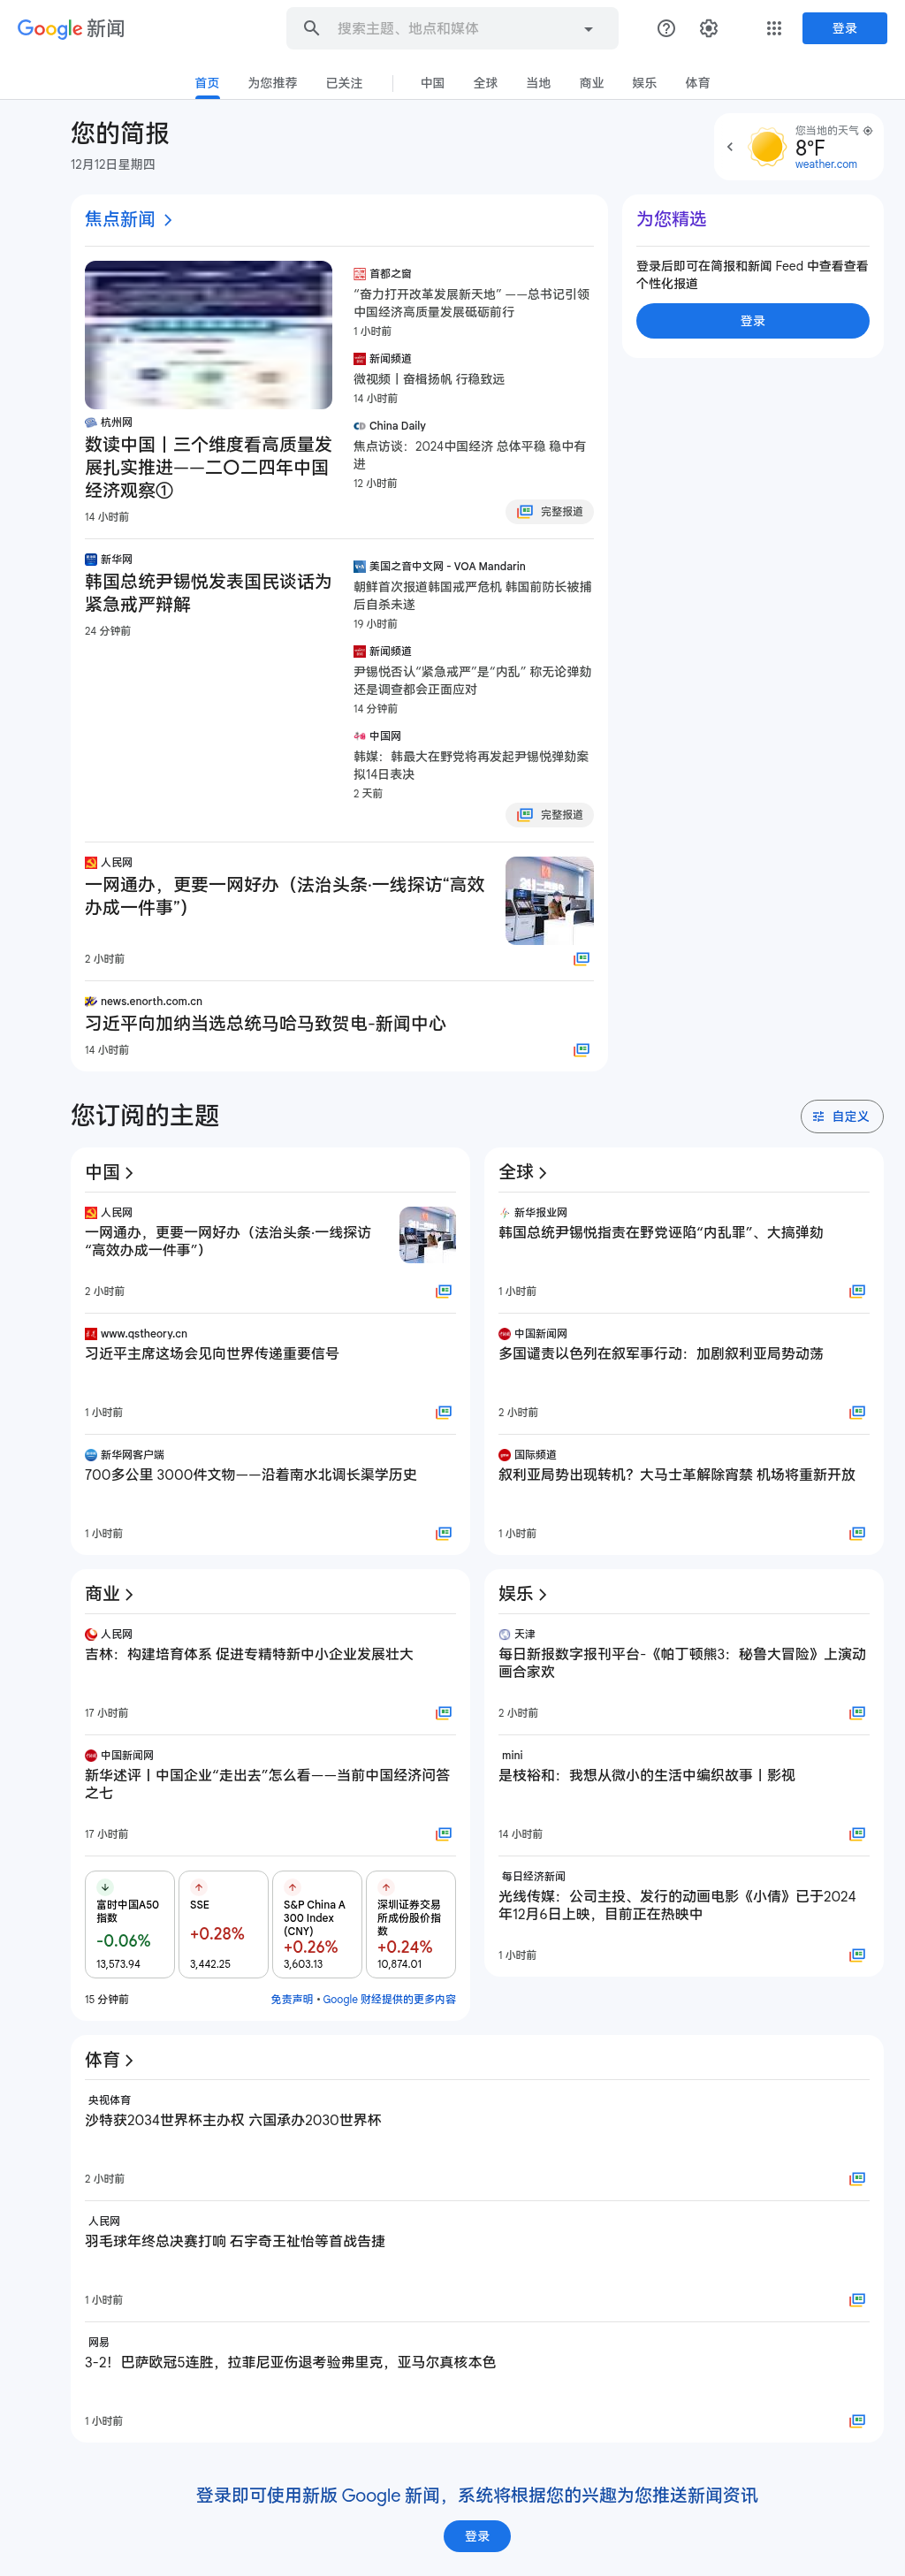 Google 新闻
搜索主题、地点和媒体
登录
首页 为您推荐 已关注 中国 全球 当地 商业 娱乐 体育
您的简报
12月12日星期四
您当地的天气
8°F
weather.com
焦点新闻
杭州网
数读中国丨三个维度看高质量发
展扎实推进——二〇二四年中国
经济观察①
14 小时前
首都之窗
“奋力打开改革发展新天地” ——总书记引领
中国经济高质量发展砥砺前行
1 小时前
新闻频道
微视频丨奋楫扬帆 行稳致远
14 小时前
China Daily
焦点访谈：2024中国经济 总体平稳 稳中有
进
12 小时前
完整报道
新华网
韩国总统尹锡悦发表国民谈话为
紧急戒严辩解
24 分钟前
美国之音中文网 - VOA Mandarin
朝鲜首次报道韩国戒严危机 韩国前防长被捕
后自杀未遂
19 小时前
新闻频道
尹锡悦否认“紧急戒严”是“内乱” 称无论弹劾
还是调查都会正面应对
14 分钟前
中国网
韩媒：韩最大在野党将再发起尹锡悦弹劾案
拟14日表决
2 天前
完整报道
人民网
一网通办，更要一网好办（法治头条·一线探访“高效
办成一件事”）
2 小时前
news.enorth.com.cn
习近平向加纳当选总统马哈马致贺电-新闻中心
14 小时前
为您精选
登录后即可在简报和新闻 Feed 中查看查看
个性化报道
登录
您订阅的主题
自定义
中国
人民网
一网通办，更要一网好办（法治头条·一线探访
“高效办成一件事”）
2 小时前
www.qstheory.cn
习近平主席这场会见向世界传递重要信号
1 小时前
新华网客户端
700多公里 3000件文物——沿着南水北调长渠学历史
1 小时前
全球
新华报业网
韩国总统尹锡悦指责在野党诬陷“内乱罪”、大搞弹劾
1 小时前
中国新闻网
多国谴责以色列在叙军事行动：加剧叙利亚局势动荡
2 小时前
国际频道
叙利亚局势出现转机？大马士革解除宵禁 机场将重新开放
1 小时前
商业
人民网
吉林：构建培育体系 促进专精特新中小企业发展壮大
17 小时前
中国新闻网
新华述评丨中国企业“走出去”怎么看——当前中国经济问答
之七
17 小时前
富时中国A50
指数
-0.06%
13,573.94
SSE
+0.28%
3,442.25
S&P China A
300 Index
(CNY)
+0.26%
3,603.13
深圳证券交易
所成份股价指
数
+0.24%
10,874.01
15 分钟前
免责声明 • Google 财经提供的更多内容
娱乐
天津
每日新报数字报刊平台-《帕丁顿熊3：秘鲁大冒险》上演动
画合家欢
2 小时前
mini
是枝裕和：我想从微小的生活中编织故事丨影视
14 小时前
每日经济新闻
光线传媒：公司主投、发行的动画电影《小倩》已于2024
年12月6日上映，目前正在热映中
1 小时前
体育
央视体育
沙特获2034世界杯主办权 六国承办2030世界杯
2 小时前
人民网
羽毛球年终总决赛打响 石宇奇王祉怡等首战告捷
1 小时前
网易
3-2！巴萨欧冠5连胜，拉菲尼亚伤退考验弗里克，亚马尔真核本色
1 小时前
登录即可使用新版 Google 新闻，系统将根据您的兴趣为您推送新闻资讯
登录